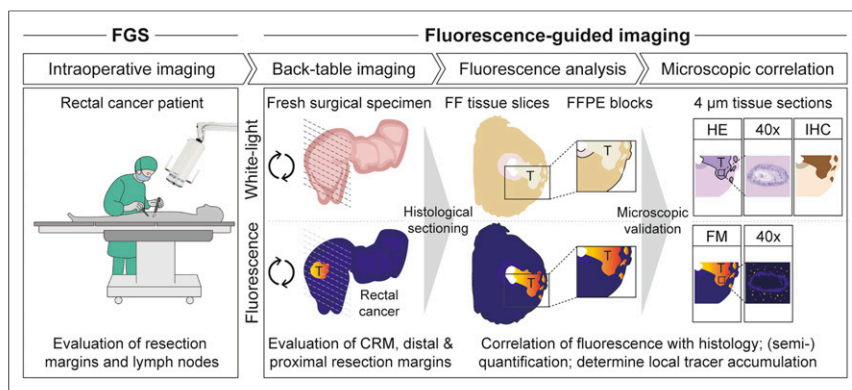 FGS
Fluorescence-guided imaging
Intraoperative imaging
Back-table imaging
Fluorescence analysis
Microscopic correlation
Rectal cancer patient
Evaluation of resection
margins and lymph nodes
White-light
Fluorescence
Fresh surgical specimen
T
Rectal
cancer
Evaluation of CRM, distal &
proximal resection margins
Histological
sectioning
FF tissue slices
FFPE blocks
T
T
T
T
Microscopic
validation
4 µm tissue sections
HE
40x
IHC
T
FM
40x
T
Correlation of fluorescence with histology; (semi-)
quantification; determine local tracer accumulation